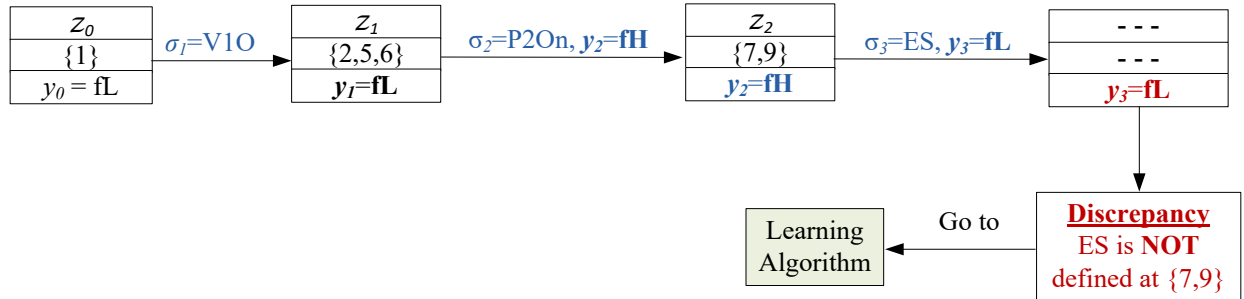 z₀
{1}
y₀ = fL
σ₁=V1O
z₁
{2,5,6}
y₁=fL
σ₂=P2On, y₂=fH
z₂
{7,9}
y₂=fH
σ₃=ES, y₃=fL
- - -
- - -
y₃=fL
Discrepancy
ES is NOT
defined at {7,9}
Go to
Learning
Algorithm